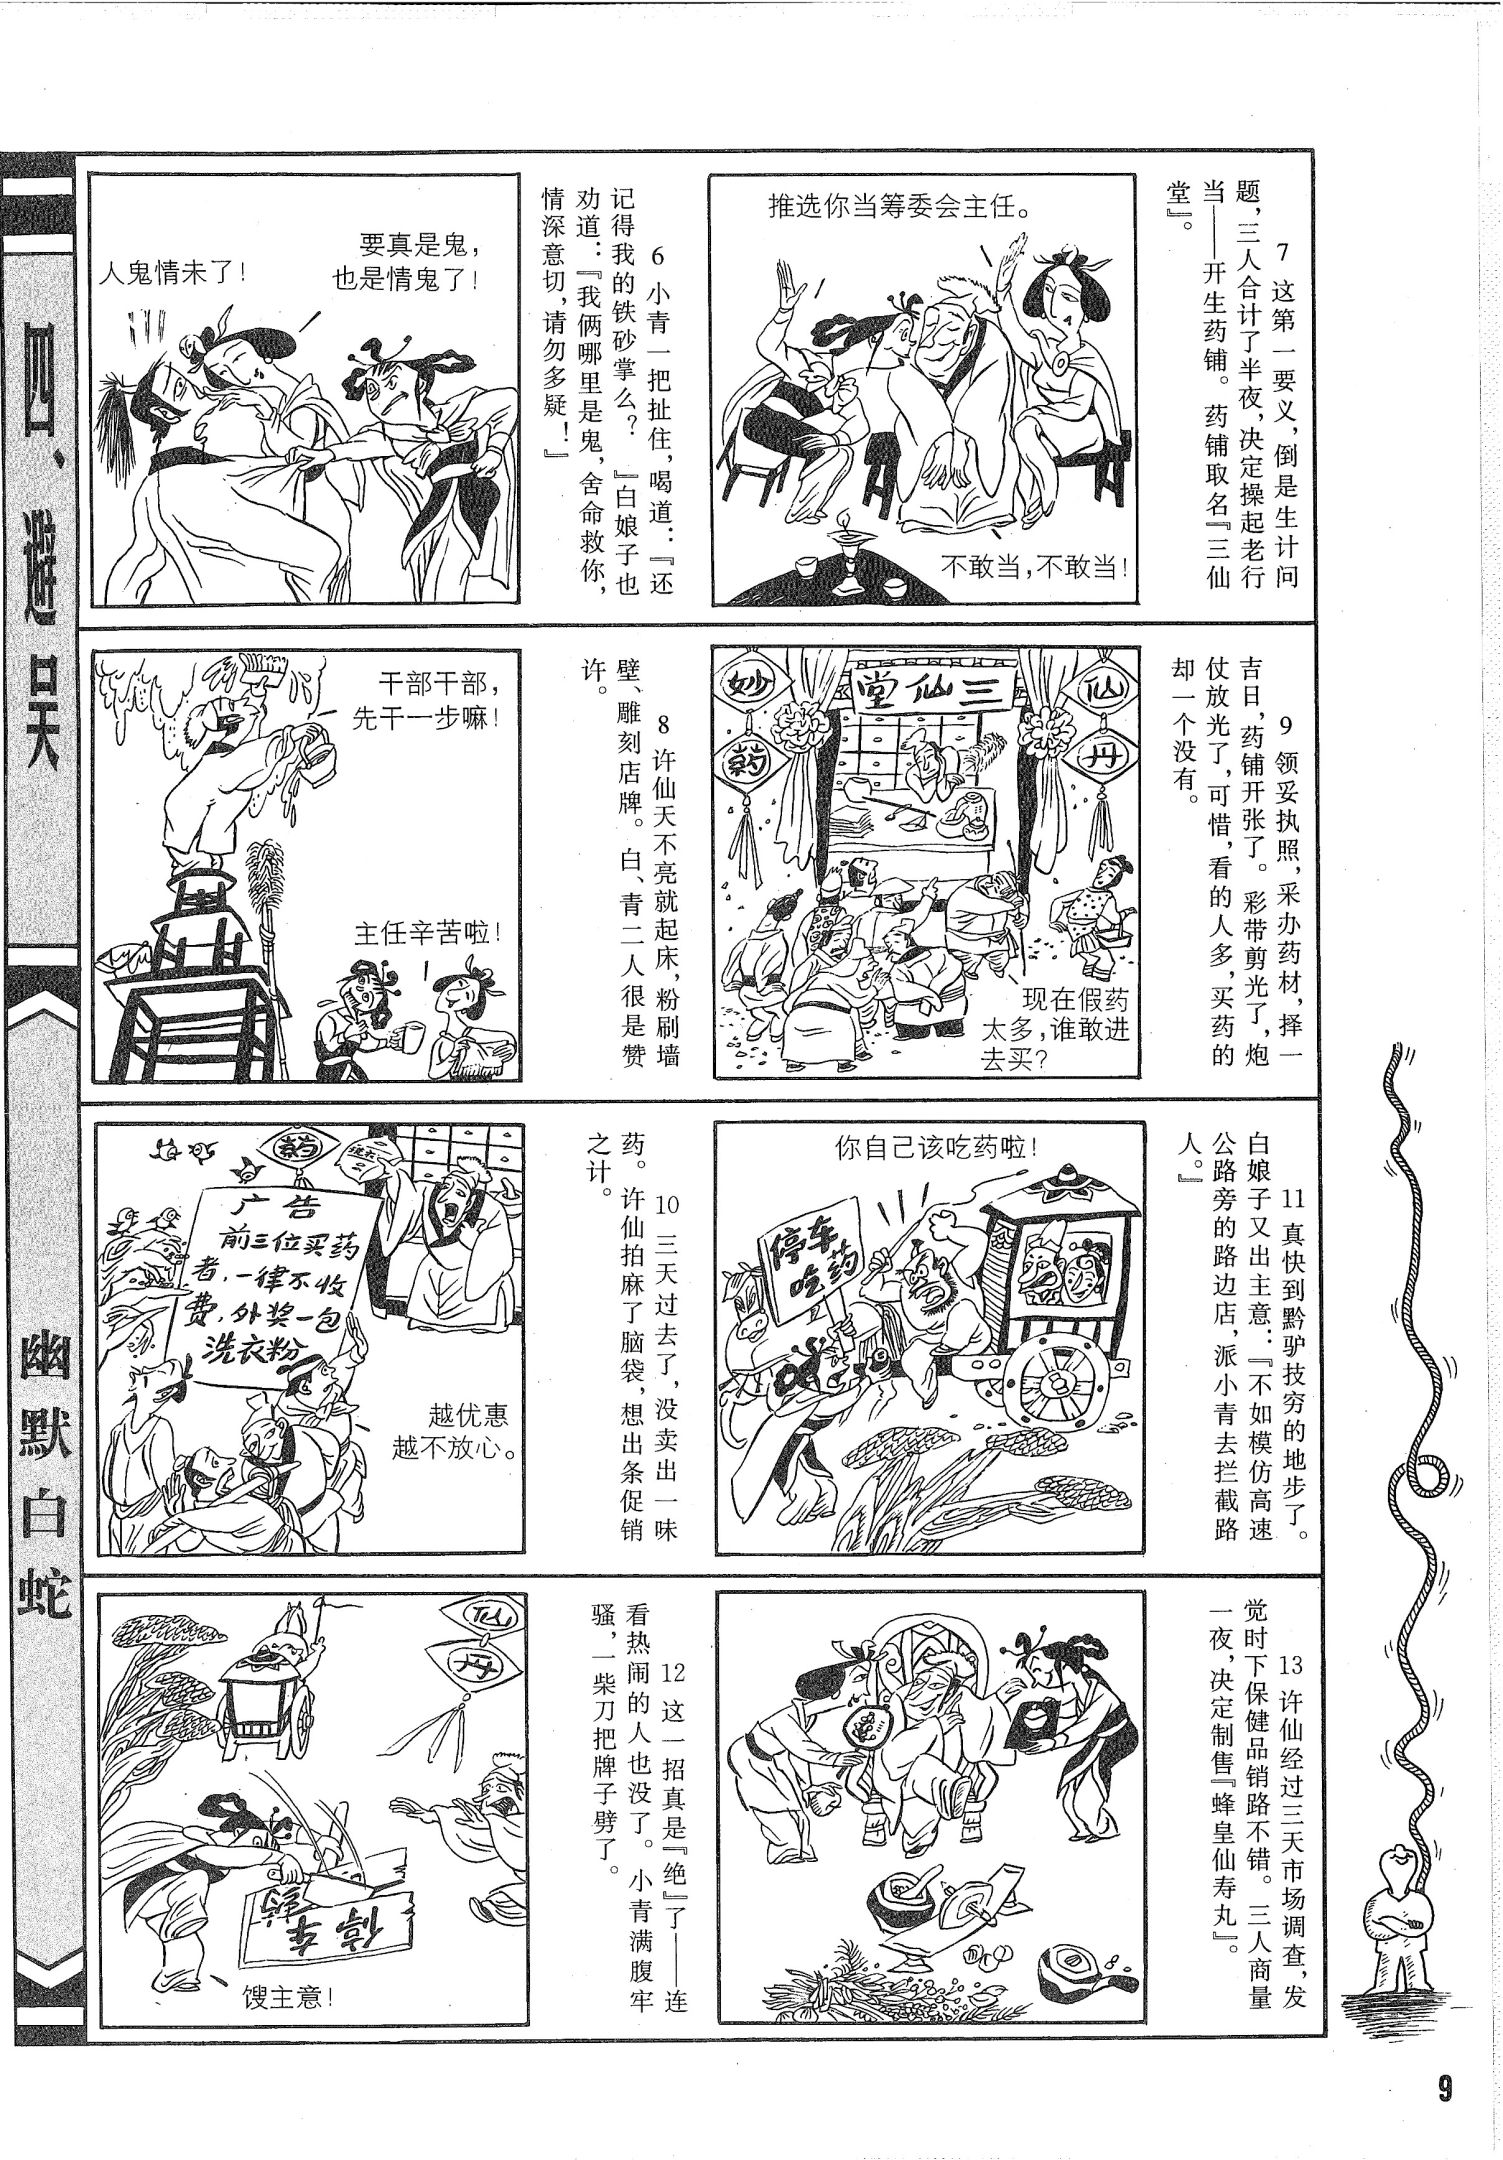 四、避吴
幽默白蛇
人鬼情未了！
要真是鬼，
也是情鬼了！
6 小青一把扯住，喝道：『还
记得我的铁砂掌么？』白娘子也
劝道：『我俩哪里是鬼，舍命救你，
情深意切，请勿多疑！』
推选你当筹委会主任。
不敢当，不敢当！
7 这第一要义，倒是生计问
题，三人合计了半夜，决定操起老行
当——开生药铺。药铺取名『三仙
堂』。
干部干部，
先干一步嘛！
主任辛苦啦！
8 许仙天不亮就起床，粉刷墙
壁、雕刻店牌。白、青二人很是赞
许。
妙
药
三仙堂
仙
丹
现在假药
太多，谁敢进
去买？
9 领妥执照，采办药材，择一
吉日，药铺开张了。彩带剪光了，炮
仗放光了，可惜，看的人多，买药的
却一个没有。
药
广告
前三位买药
者，一律不收
费，外奖一包
洗衣粉
越优惠
越不放心。
10 三天过去了，没卖出一味
药。许仙拍麻了脑袋，想出条促销
之计。
你自己该吃药啦！
停车
吃药
11 真快到黔驴技穷的地步了。
白娘子又出主意：『不如模仿高速
公路旁的路边店，派小青去拦截路
人。』
仙
丹
停车
药
馊主意！
12 这一招真是『绝』了——连
看热闹的人也没了。小青满腹牢
骚，一柴刀把牌子劈了。
13 许仙经过三天市场调查，发
觉时下保健品销路不错。三人商量
一夜，决定制售『蜂皇仙寿丸』。
9